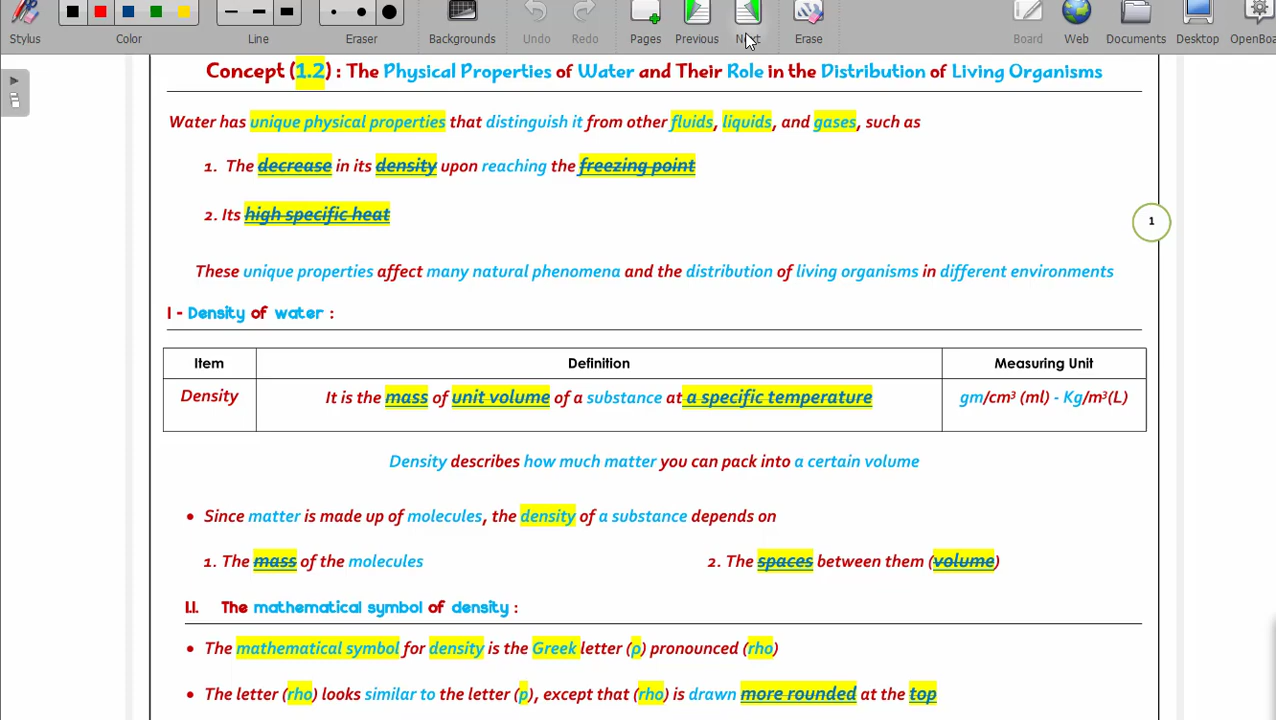 Stylus
Color
Line
Eraser
Backgrounds
Undo
Redo
Pages
Previous
Next
Erase
Board
Web
Documents
Desktop
OpenBoa
Concept (1.2) : The Physical Properties of Water and Their Role in the Distribution of Living Organisms
Water has unique physical properties that distinguish it from other fluids, liquids, and gases, such as
1. The decrease in its density upon reaching the freezing point
2. Its high specific heat
1
These unique properties affect many natural phenomena and the distribution of living organisms in different environments
I - Density of water :
Item Definition Measuring Unit
Density It is the mass of unit volume of a substance at a specific temperature gm/cm³ (ml) - Kg/m³(L)
Density describes how much matter you can pack into a certain volume
• Since matter is made up of molecules, the density of a substance depends on
1. The mass of the molecules 2. The spaces between them (volume)
I.I. The mathematical symbol of density :
• The mathematical symbol for density is the Greek letter (ρ) pronounced (rho)
• The letter (rho) looks similar to the letter (p), except that (rho) is drawn more rounded at the top